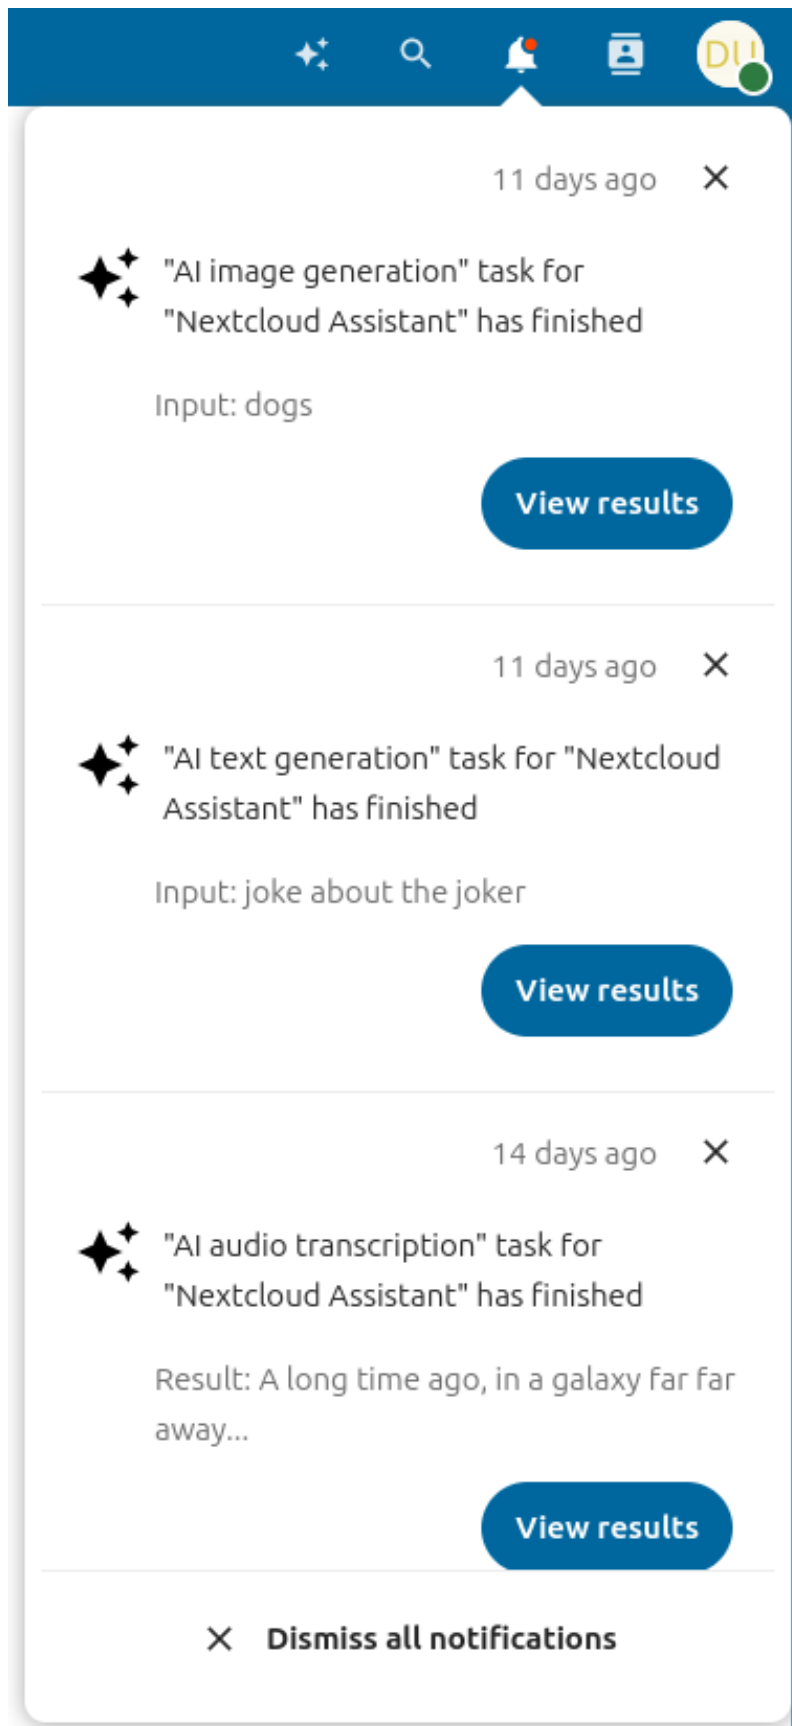 DU
11 days ago
"AI image generation" task for
"Nextcloud Assistant" has finished
Input: dogs
View results
11 days ago
"AI text generation" task for "Nextcloud
Assistant" has finished
Input: joke about the joker
View results
14 days ago
"AI audio transcription" task for
"Nextcloud Assistant" has finished
Result: A long time ago, in a galaxy far far
away...
View results
Dismiss all notifications